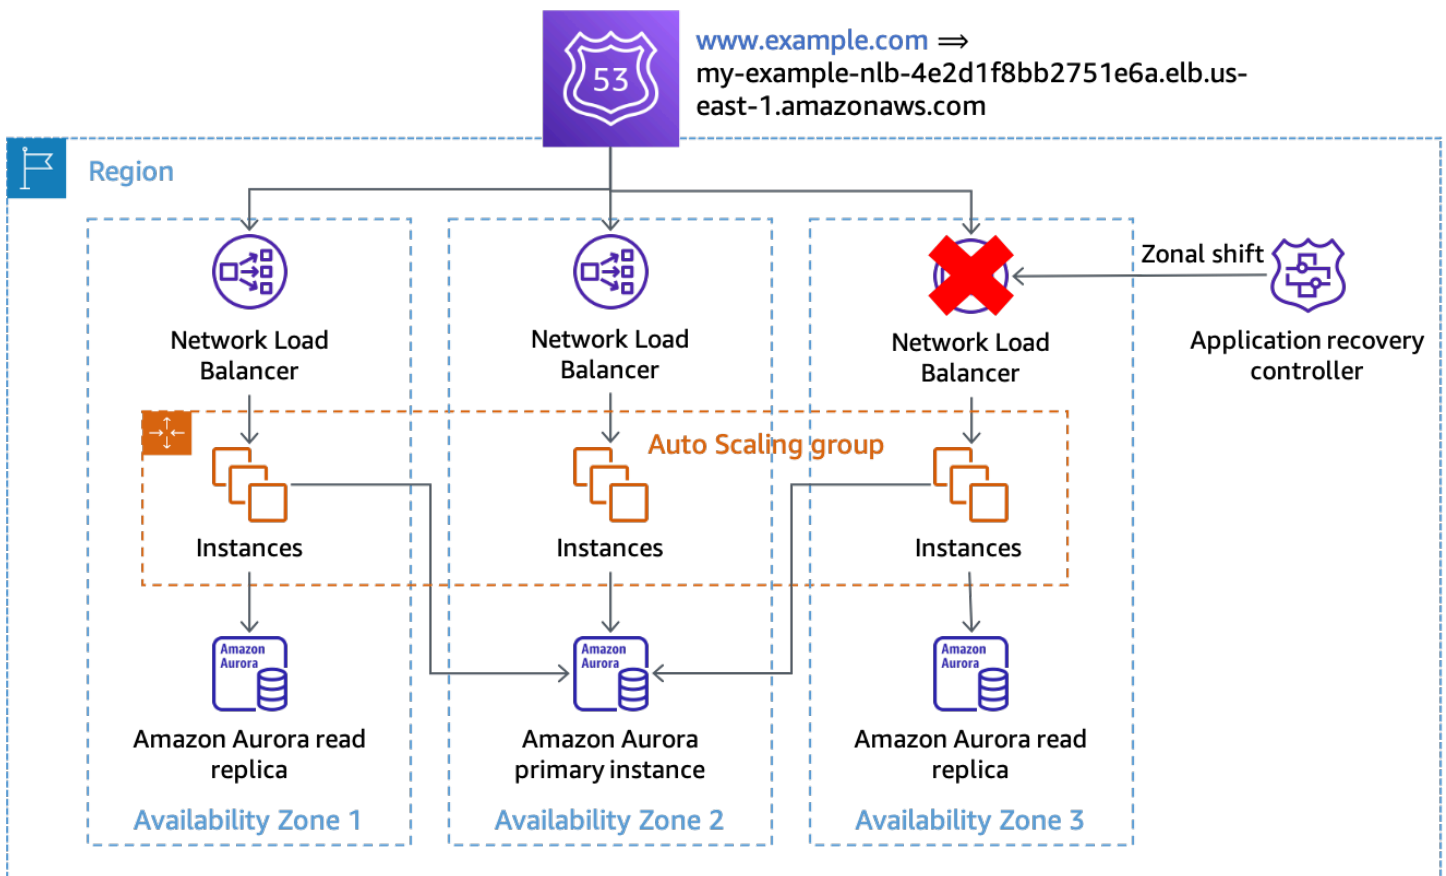 53
www.example.com ⟹
my-example-nlb-4e2d1f8bb2751e6a.elb.us-
east-1.amazonaws.com
Region
Zonal shift
Network Load
Balancer
Network Load
Balancer
Network Load
Balancer
Application recovery
controller
Auto Scaling group
Instances
Instances
Instances
Amazon
Aurora
Amazon
Aurora
Amazon
Aurora
Amazon Aurora read
replica
Amazon Aurora
primary instance
Amazon Aurora read
replica
Availability Zone 1
Availability Zone 2
Availability Zone 3